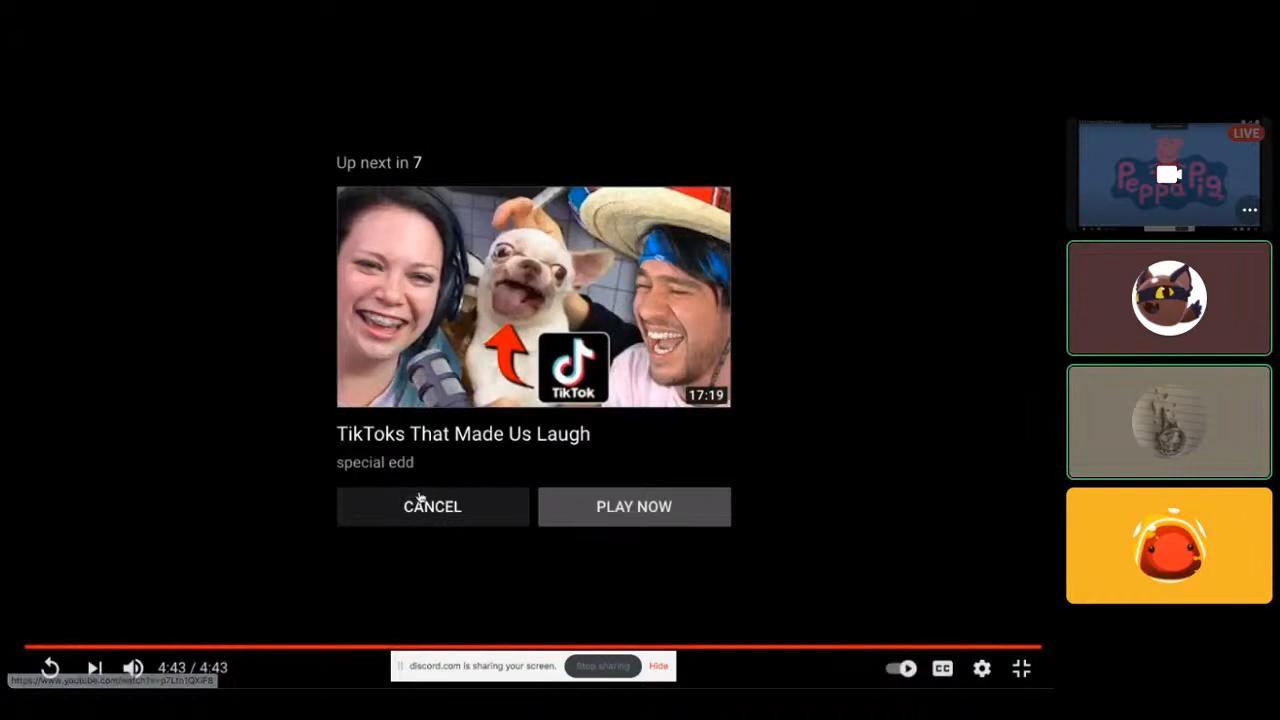 Up next in 7
TikTok
17:19
TikToks That Made Us Laugh
special edd
CANCEL
PLAY NOW
LIVE
Peppa Pig
4:43 / 4:43
discord.com is sharing your screen.
Stop sharing
Hide
CC